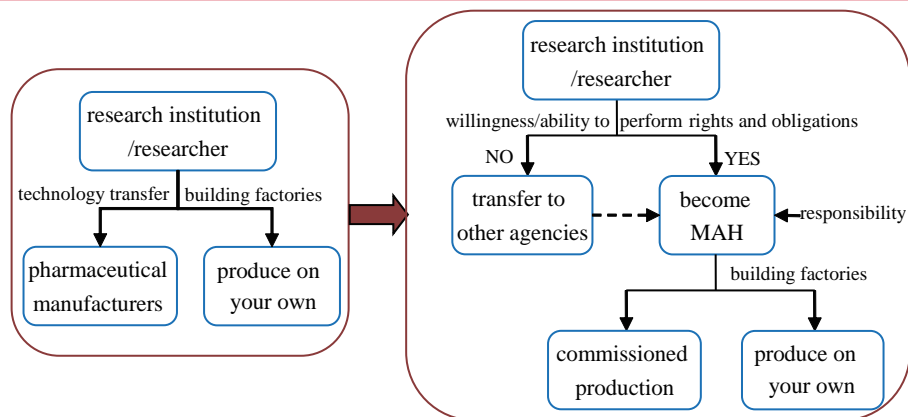 research institution
/researcher
technology transfer
building factories
pharmaceutical
manufacturers
produce on
your own
research institution
/researcher
willingness/ability to
perform rights and obligations
NO
YES
transfer to
other agencies
become
MAH
responsibility
building factories
commissioned
production
produce on
your own